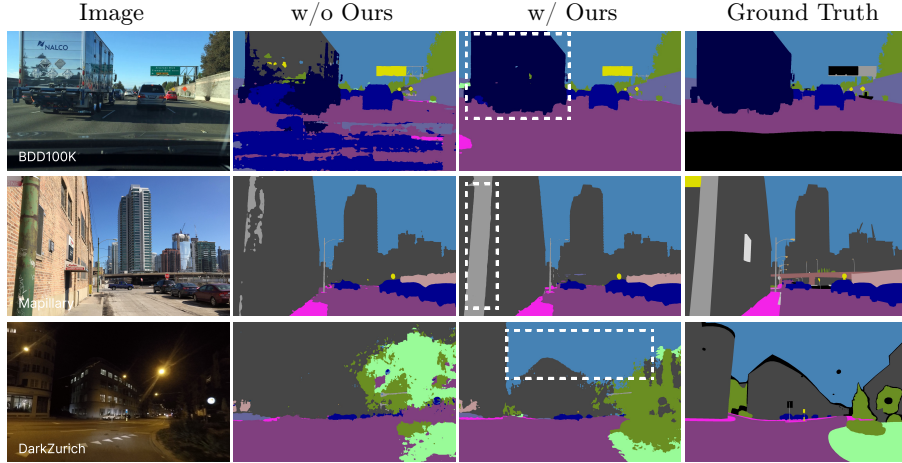 Image w/o Ours w/ Ours Ground Truth
NALCO
BDD100K
Mapillary
DarkZurich